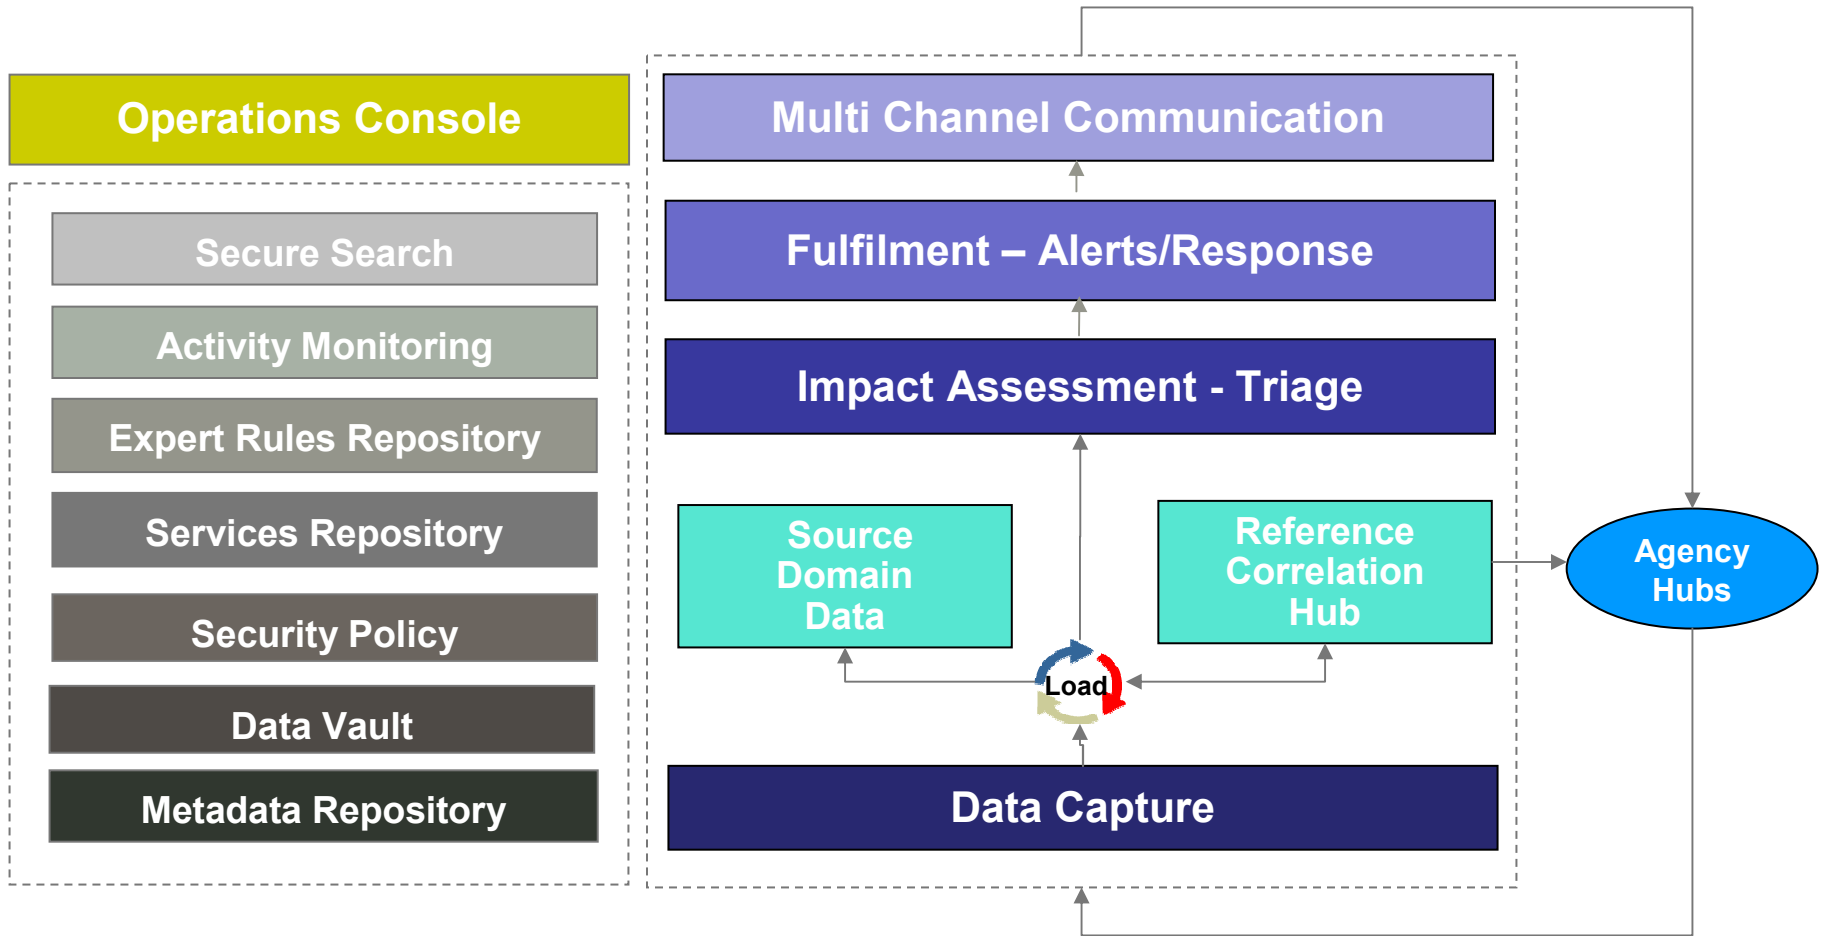 Operations Console
Secure Search
Activity Monitoring
Expert Rules Repository
Services Repository
Security Policy
Data Vault
Metadata Repository
Multi Channel Communication
Fulfilment – Alerts/Response
Impact Assessment - Triage
Source
Domain
Data
Reference
Correlation
Hub
Load
Data Capture
Agency
Hubs